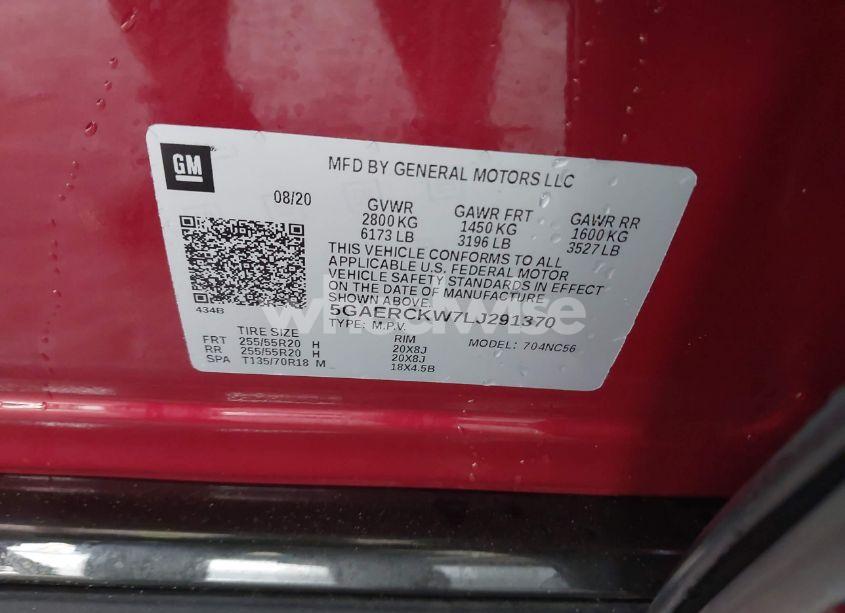 GM
MFD BY GENERAL MOTORS LLC
08/20
GVWR GAWR FRT GAWR RR
2800 KG 1450 KG 1600 KG
6173 LB 3196 LB 3527 LB
THIS VEHICLE CONFORMS TO ALL
APPLICABLE U.S. FEDERAL MOTOR
VEHICLE SAFETY STANDARDS IN EFFECT
ON THE DATE OF MANUFACTURE
SHOWN ABOVE.
434B
5GAERCKW7LJ291370
TYPE: M.P.V. MODEL: 704NC56
TIRE SIZE RIM
FRT 255/55R20 H 20X8J
RR 255/55R20 H 20X8J
SPA T135/70R18 M 18X4.5B
wheelwise